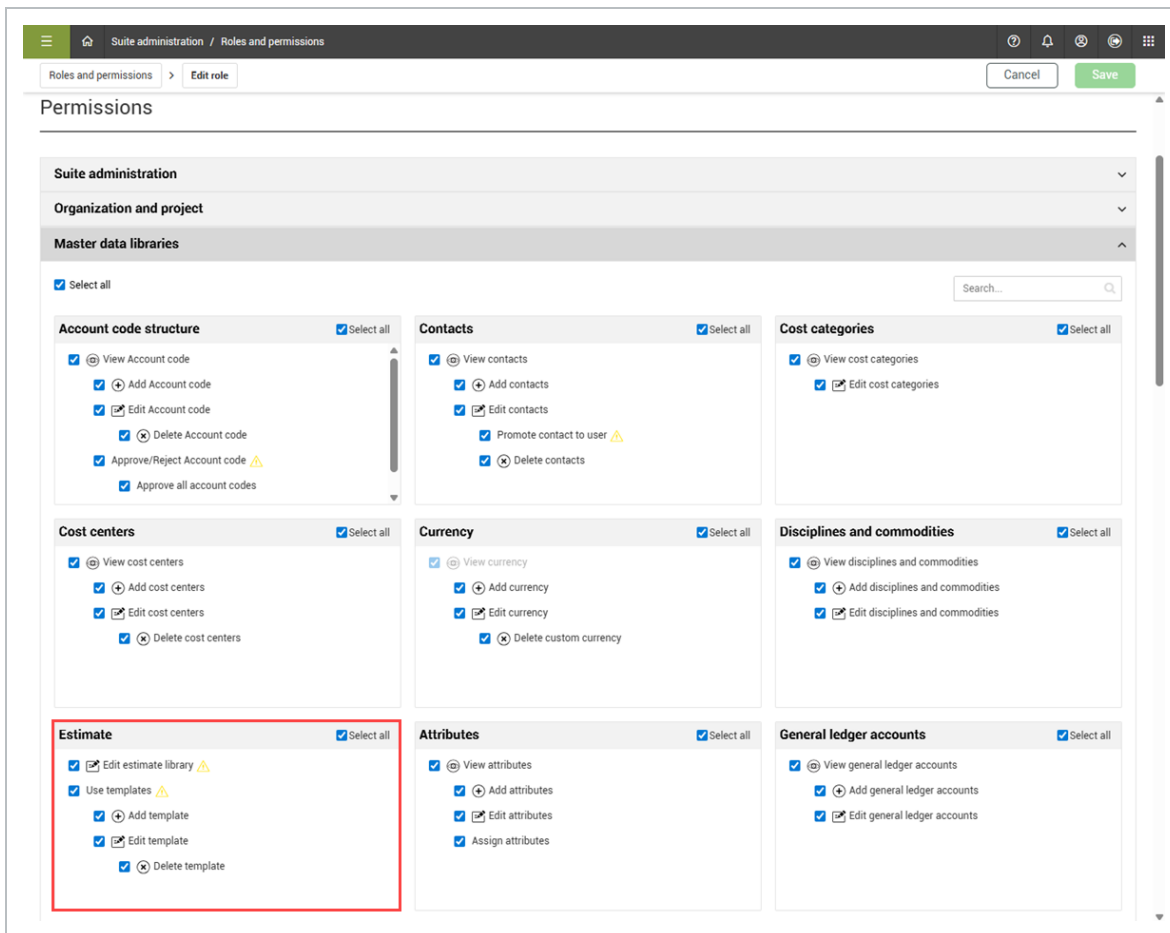 Suite administration / Roles and permissions
Roles and permissions > Edit role
Cancel
Save
Permissions
Suite administration
Organization and project
Master data libraries
Select all
Search...
Account code structure
Select all
View Account code
Add Account code
Edit Account code
Delete Account code
Approve/Reject Account code
Approve all account codes
Contacts
Select all
View contacts
Add contacts
Edit contacts
Promote contact to user
Delete contacts
Cost categories
Select all
View cost categories
Edit cost categories
Cost centers
Select all
View cost centers
Add cost centers
Edit cost centers
Delete cost centers
Currency
Select all
View currency
Add currency
Edit currency
Delete custom currency
Disciplines and commodities
Select all
View disciplines and commodities
Add disciplines and commodities
Edit disciplines and commodities
Estimate
Select all
Edit estimate library
Use templates
Add template
Edit template
Delete template
Attributes
Select all
View attributes
Add attributes
Edit attributes
Assign attributes
General ledger accounts
Select all
View general ledger accounts
Add general ledger accounts
Edit general ledger accounts